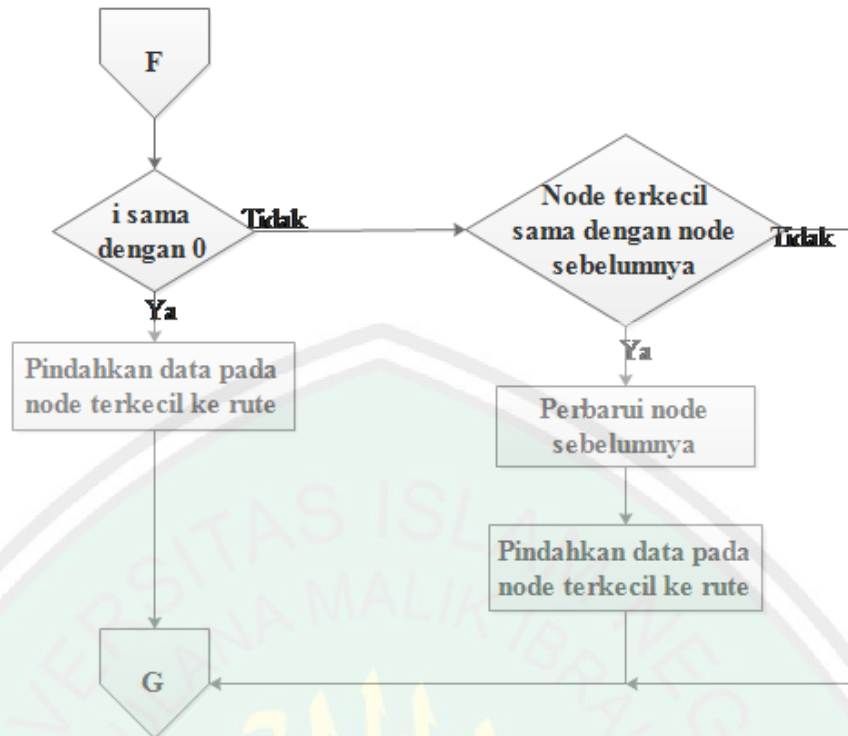 F
i sama
dengan 0
Tidak
Node terkecil
sama dengan node
sebelumnya
Tidak
Ya
Pindahkan data pada
node terkecil ke rute
Ya
Perbarui node
sebelumnya
Pindahkan data pada
node terkecil ke rute
G